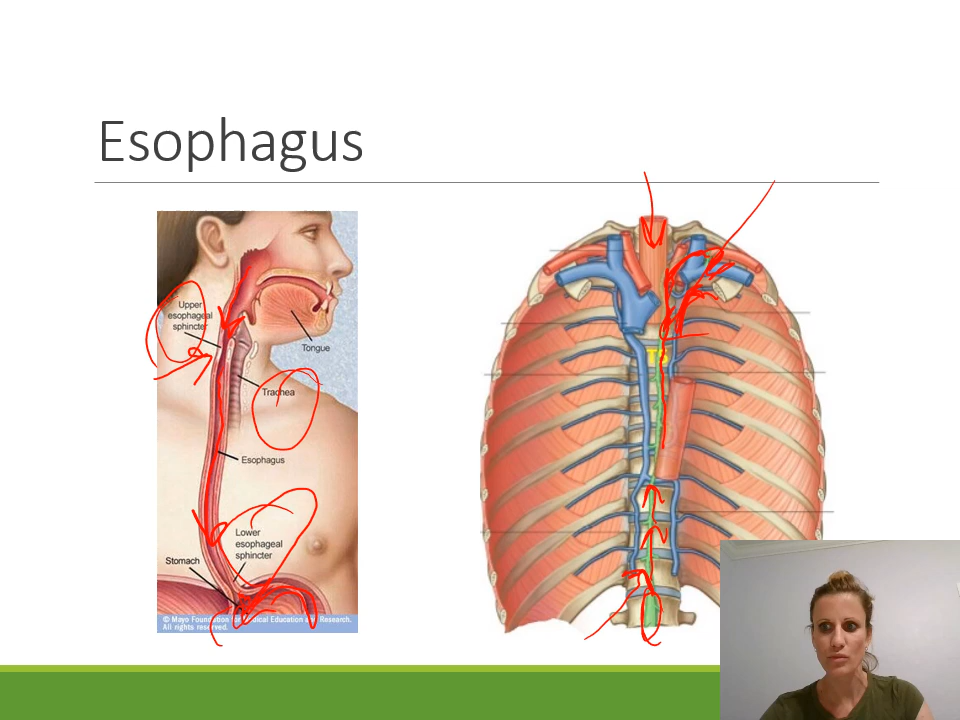 Esophagus
Upper
esophageal
sphincter
Tongue
Trachea
Esophagus
Lower
esophageal
sphincter
Stomach
© Mayo Foundation for Medical Education and Research.
All rights reserved.